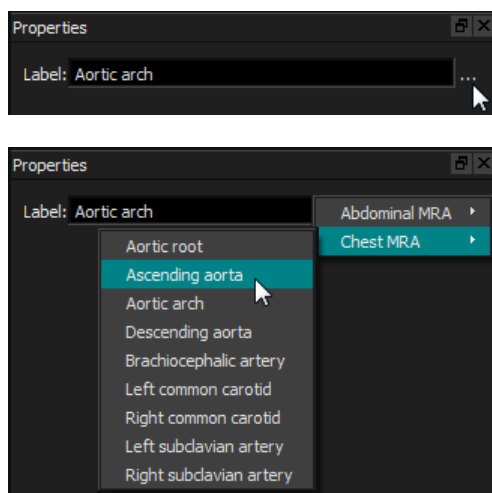 Properties
Label: Aortic arch ...
Properties
Label: Aortic arch
Abdominal MRA
Chest MRA
Aortic root
Ascending aorta
Aortic arch
Descending aorta
Brachiocephalic artery
Left common carotid
Right common carotid
Left subclavian artery
Right subclavian artery